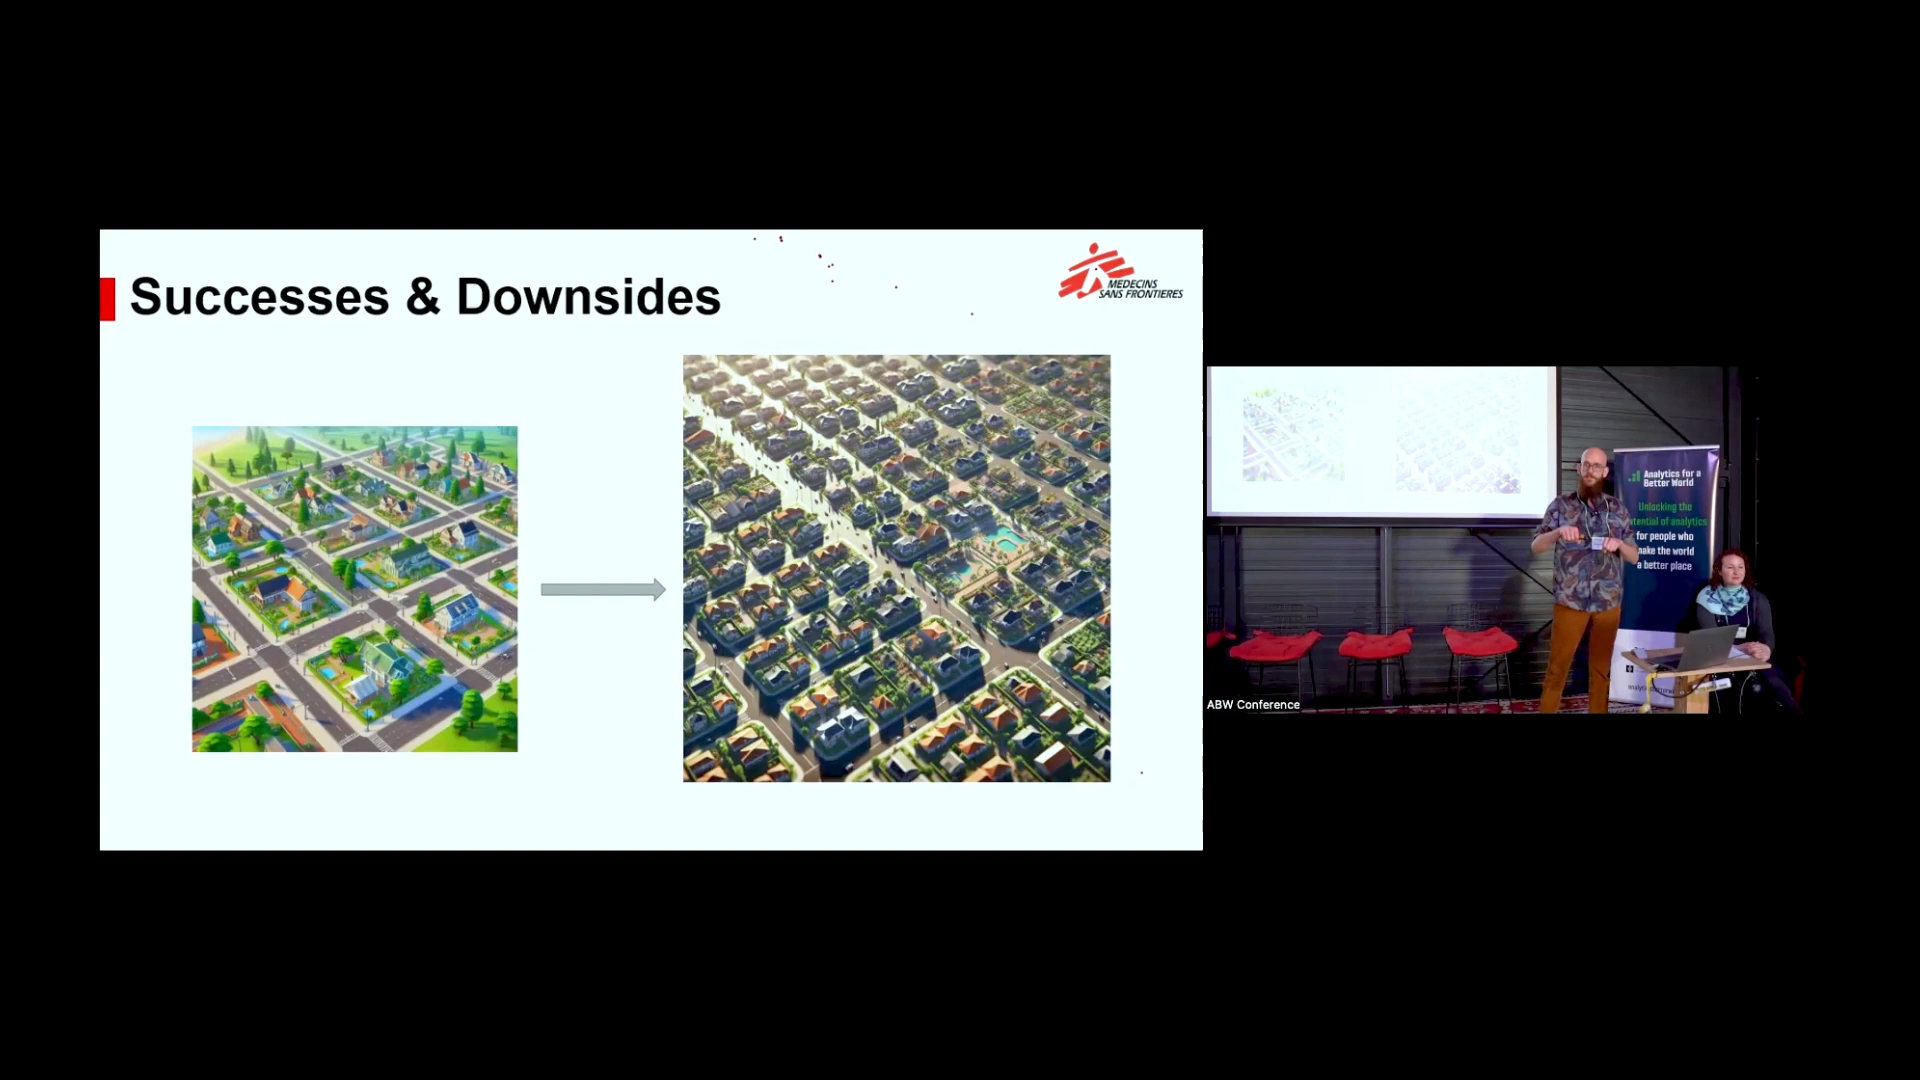 Successes & Downsides
MEDECINS
SANS FRONTIERES
Analytics for a
Better World
Unlocking the
potential of analytics
for people who
make the world
a better place
ABW Conference